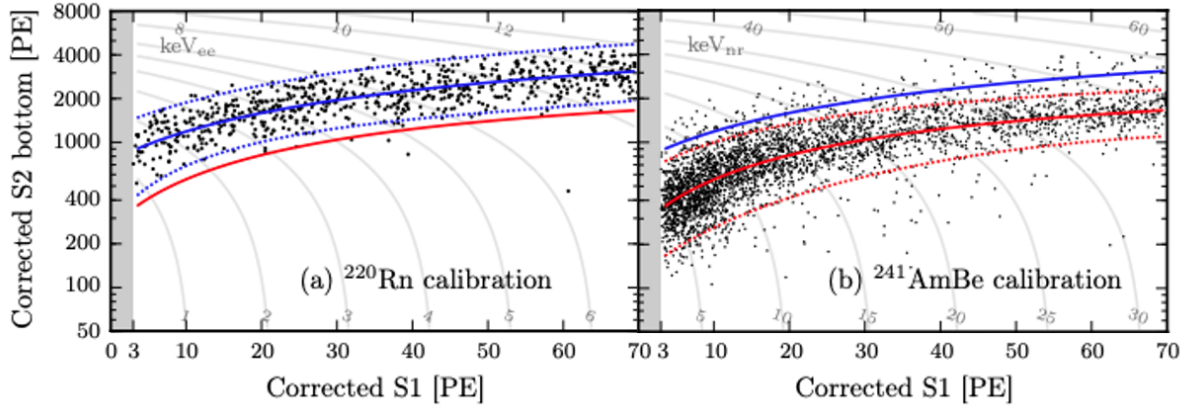 Corrected S2 bottom [PE]
8000
4000
2000
1000
400
200
100
50
8 10 12
keV_ee
(a) ²²⁰Rn calibration
1 2 3 4 5 6
0 3 10 20 30 40 50 60 70
Corrected S1 [PE]
40 50 60
keV_nr
(b) ²⁴¹AmBe calibration
5 10 15 20 25 30
3 10 20 30 40 50 60 70
Corrected S1 [PE]